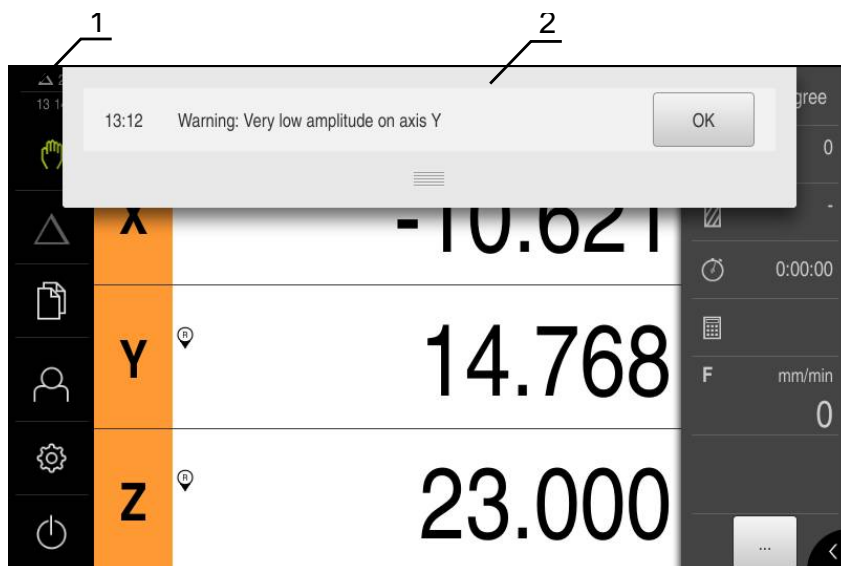 1
2
13:12 Warning: Very low amplitude on axis Y OK
gree
0
X -10.621
-
0:00:00
Y R 14.768
F mm/min
0
Z R 23.000
...